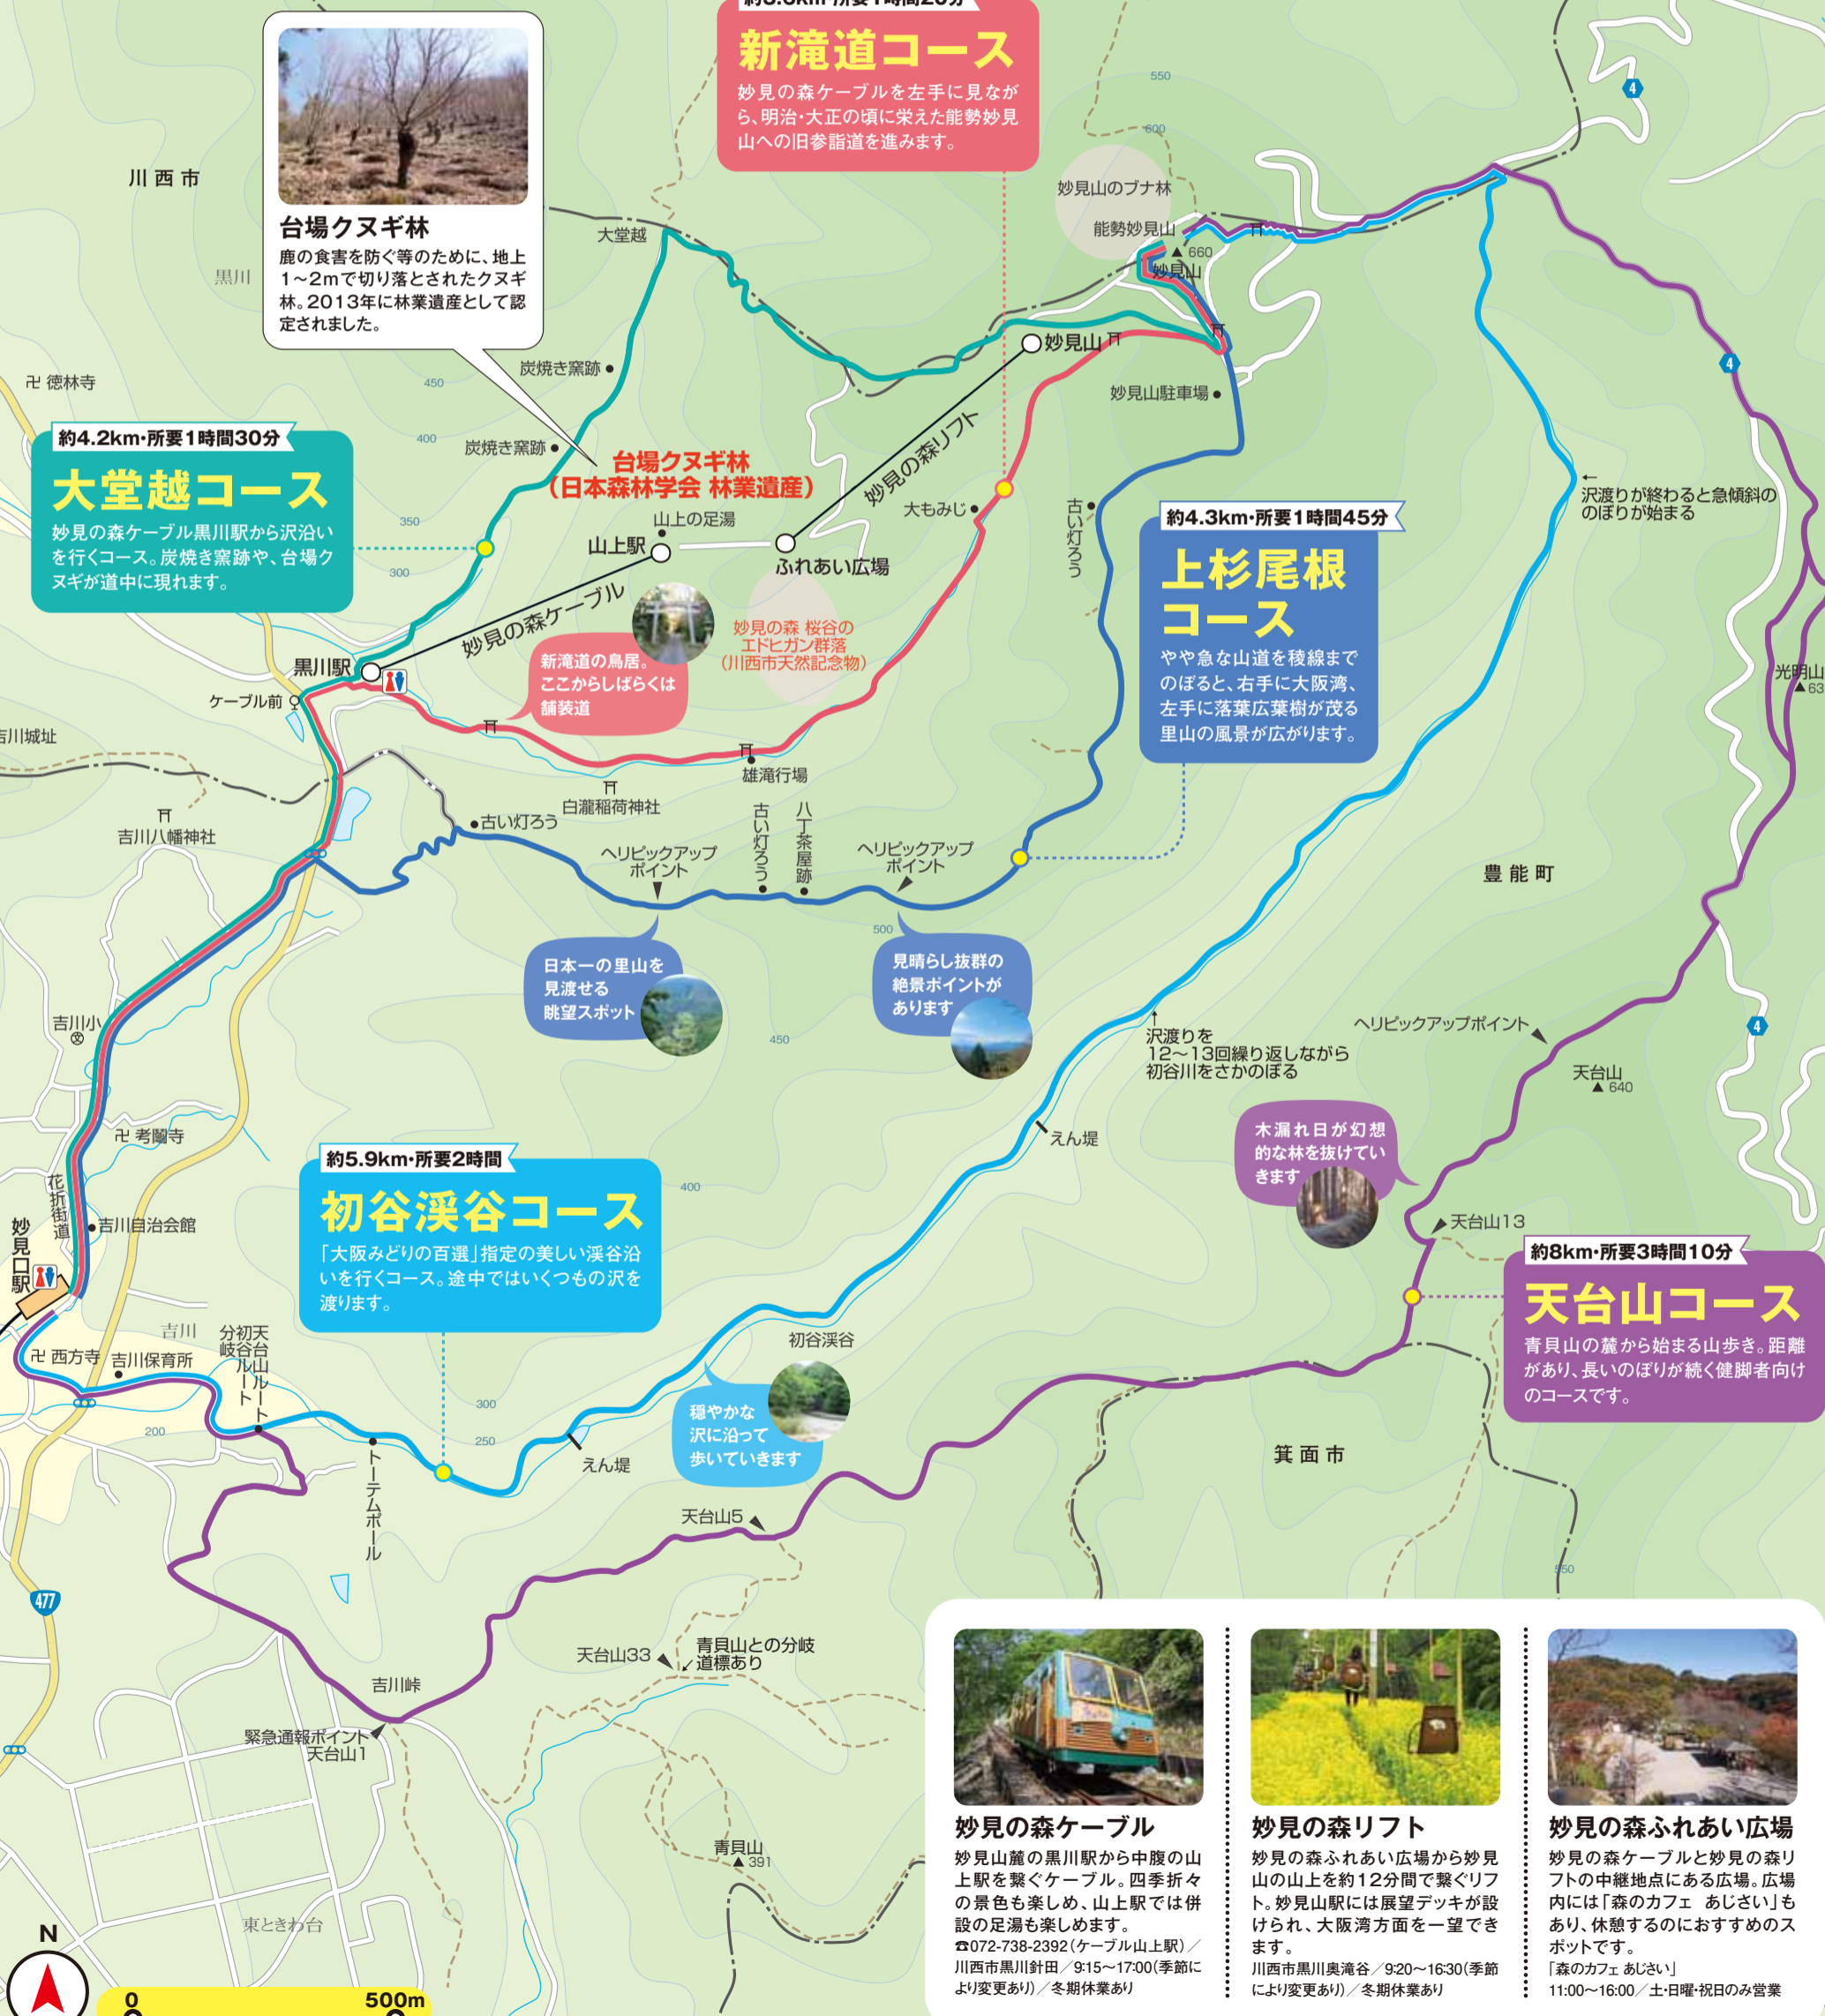 新滝道コース
妙見の森ケーブルを左手に見なが
ら、明治・大正の頃に栄えた能勢妙見
山への旧参詣道を進みます。
550
600
4
川西市
黒川
台場クヌギ林
鹿の食害を防ぐ等のために、地上
1〜2mで切り落とされたクヌギ
林。2013年に林業遺産として認
定されました。
大堂越
妙見山のブナ林
能勢妙見山
▲660
妙見山
妙見山
妙見山駐車場
4
卍 徳林寺
450
400
350
300
炭焼き窯跡
炭焼き窯跡
約4.2km・所要1時間30分
大堂越コース
妙見の森ケーブル黒川駅から沢沿い
を行くコース。炭焼き窯跡や、台場ク
ヌギが道中に現れます。
台場クヌギ林
（日本森林学会 林業遺産）
山上の足湯
山上駅
ふれあい広場
妙見の森リフト
妙見の森ケーブル
大もみじ
古い灯ろう
←
沢渡りが終わると急傾斜の
のぼりが始まる
約4.3km・所要1時間45分
上杉尾根
コース
やや急な山道を稜線まで
のぼると、右手に大阪湾、
左手に落葉広葉樹が茂る
里山の風景が広がります。
妙見の森 桜谷の
エドヒガン群落
（川西市天然記念物）
新滝道の鳥居。
ここからしばらくは
舗装道
黒川駅
ケーブル前
吉川城址
光明山
▲63
雄滝行場
白瀧稲荷神社
吉川八幡神社
古い灯ろう
ヘリピックアップ
ポイント
古い灯ろう
八丁茶屋跡
ヘリピックアップ
ポイント
豊能町
500
日本一の里山を
見渡せる
眺望スポット
見晴らし抜群の
絶景ポイントが
あります
450
↑
沢渡りを
12〜13回繰り返しながら
初谷川をさかのぼる
ヘリピックアップポイント
4
天台山
▲640
吉川小
卍 考圝寺
花折街道
吉川自治会館
妙見口駅
えん堤
木漏れ日が幻想
的な林を抜けてい
きます
天台山13
約5.9km・所要2時間
初谷渓谷コース
「大阪みどりの百選」指定の美しい渓谷沿
いを行くコース。途中ではいくつもの沢を
渡ります。
400
約8km・所要3時間10分
天台山コース
青貝山の麓から始まる山歩き。距離
があり、長いのぼりが続く健脚者向け
のコースです。
吉川
卍 西方寺
吉川保育所
天台山ルート
初谷ルート
分岐
200
300
250
初谷渓谷
穏やかな
沢に沿って
歩いていきます
えん堤
トーテムポール
箕面市
天台山5
550
477
天台山33
青貝山との分岐
道標あり
吉川峠
緊急通報ポイント
天台山1
青貝山
▲391
東ときわ台
N
0
500m
妙見の森ケーブル
妙見山麓の黒川駅から中腹の山
上駅を繋ぐケーブル。四季折々
の景色も楽しめ、山上駅では併
設の足湯も楽しめます。
☎072-738-2392（ケーブル山上駅）／
川西市黒川針田／9:15〜17:00（季節に
より変更あり）／冬期休業あり
妙見の森リフト
妙見の森ふれあい広場から妙見
山の山上を約12分間で繋ぐリフ
ト。妙見山駅には展望デッキが設
けられ、大阪湾方面を一望でき
ます。
川西市黒川奥滝谷／9:20〜16:30（季節
により変更あり）／冬期休業あり
妙見の森ふれあい広場
妙見の森ケーブルと妙見の森リ
フトの中継地点にある広場。広場
内には「森のカフェ あじさい」も
あり、休憩するのにおすすめのス
ポットです。
「森のカフェ あじさい」
11:00〜16:00／土・日曜・祝日のみ営業